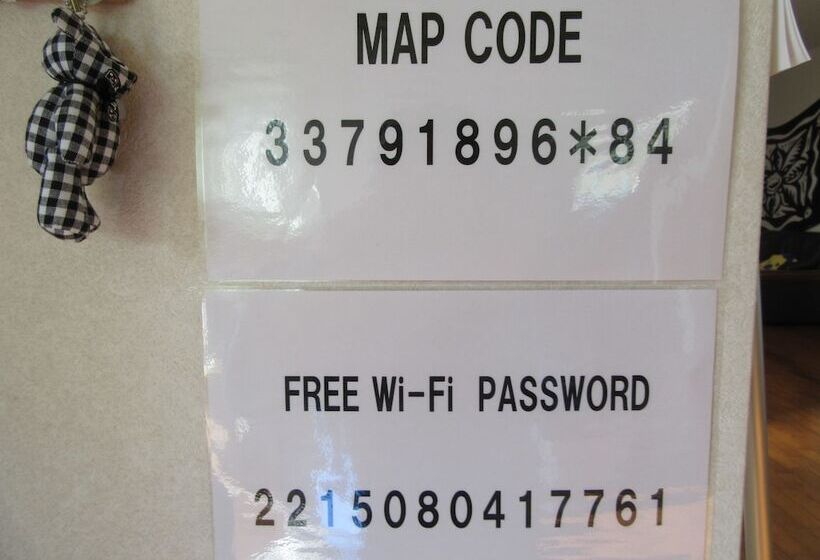 MAP CODE
33791896*84
FREE Wi-Fi PASSWORD
2215080417761